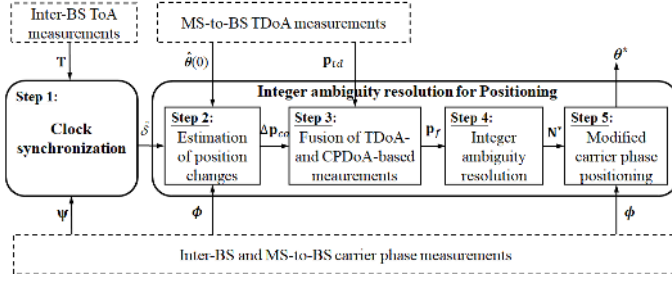 Inter-BS ToA
measurements
MS-to-BS TDoA measurements
T
θ̂(0)
p_td
θ*
Step 1:
Clock
synchronization
Integer ambiguity resolution for Positioning
Step 2:
Estimation
of position
changes
Δp_cd
Step 3:
Fusion of TDoA-
and CPDoA-based
meaurements
p_f
Step 4:
Integer
ambiguity
resolution
Step 5:
Modified
carrier phase
positioning
ψ
ϕ
ϕ
Inter-BS and MS-to-BS carrier phase measurements